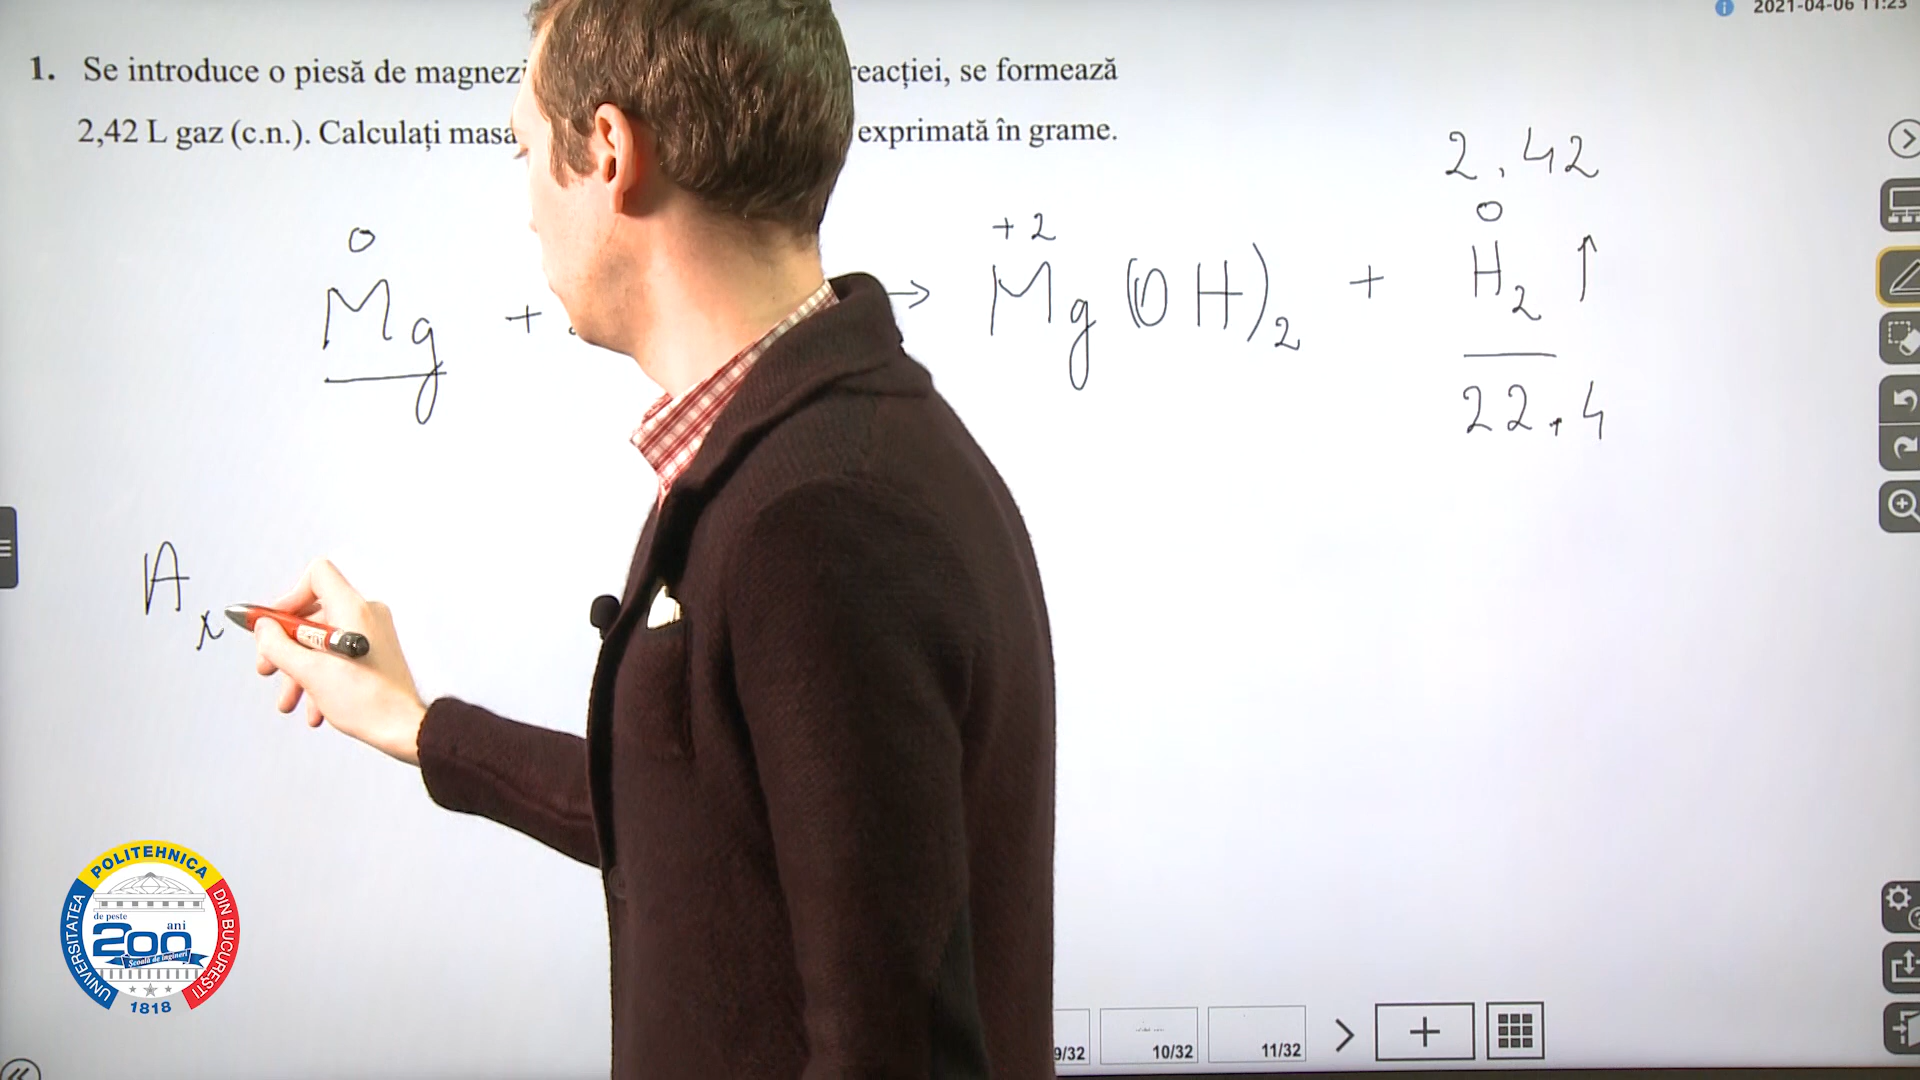 2021-04-06 11:23
1. Se introduce o piesă de magnezi reacției, se formează
2,42 L gaz (c.n.). Calculați masa exprimată în grame.
2,42
0 +2 0
Mg + → Mg(OH)₂ + H₂ ↑
22,4
A
x
UNIVERSITATEA POLITEHNICA DIN BUCUREȘTI
de peste
200 ani
Școală de ingineri
1818
9/32 10/32 11/32